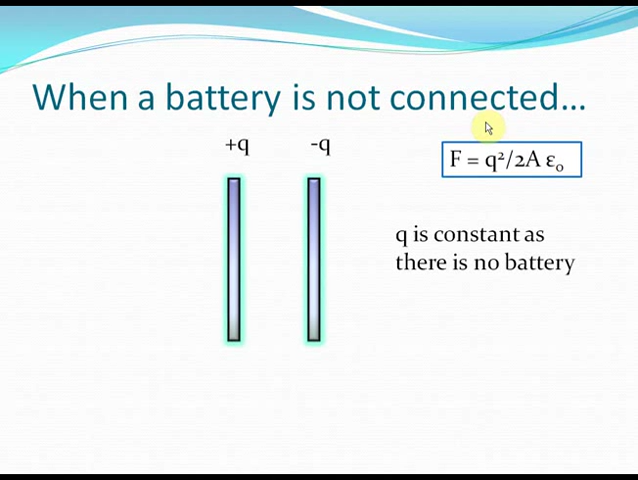 When a battery is not connected...
+q
-q
F = q²/2A ε₀
q is constant as
there is no battery